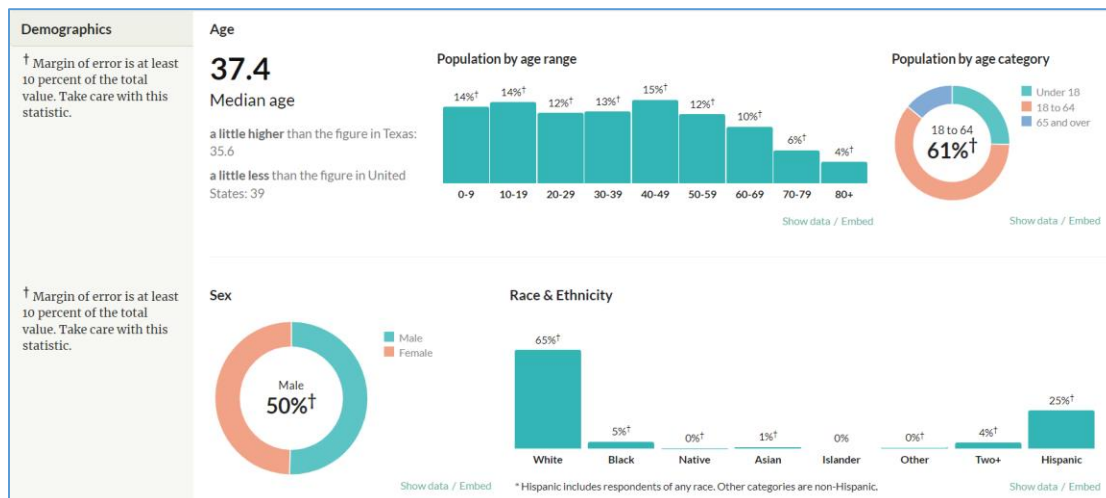 Demographics
† Margin of error is at least
10 percent of the total
value. Take care with this
statistic.
Age
37.4
Median age
a little higher than the figure in Texas:
35.6
a little less than the figure in United
States: 39
Population by age range
14%† 14%† 12%† 13%† 15%† 12%† 10%† 6%† 4%†
0-9 10-19 20-29 30-39 40-49 50-59 60-69 70-79 80+
Show data / Embed
Population by age category
Under 18
18 to 64
65 and over
18 to 64
61%†
Show data / Embed
† Margin of error is at least
10 percent of the total
value. Take care with this
statistic.
Sex
Male
Female
Male
50%†
Show data / Embed
Race & Ethnicity
65%† 5%† 0%† 1%† 0% 0%† 4%† 25%†
White Black Native Asian Islander Other Two+ Hispanic
* Hispanic includes respondents of any race. Other categories are non-Hispanic.
Show data / Embed